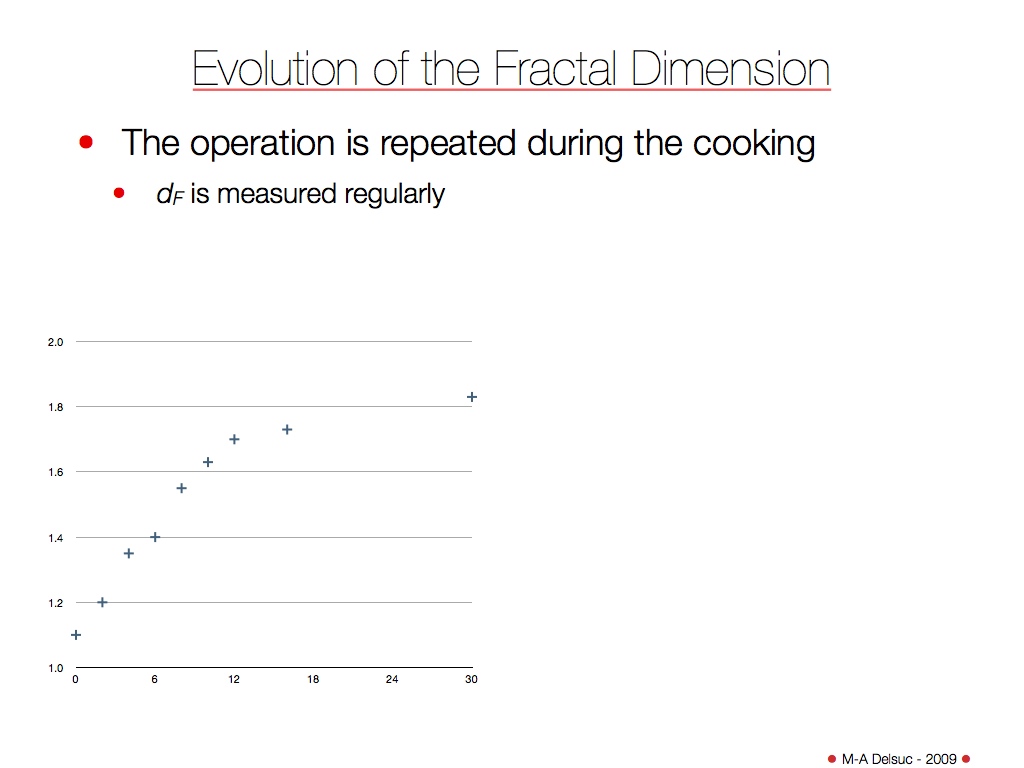 Evolution of the Fractal Dimension
• The operation is repeated during the cooking
• dF is measured regularly
2.0
1.8
1.6
1.4
1.2
1.0
0 6 12 18 24 30
• M-A Delsuc - 2009 •